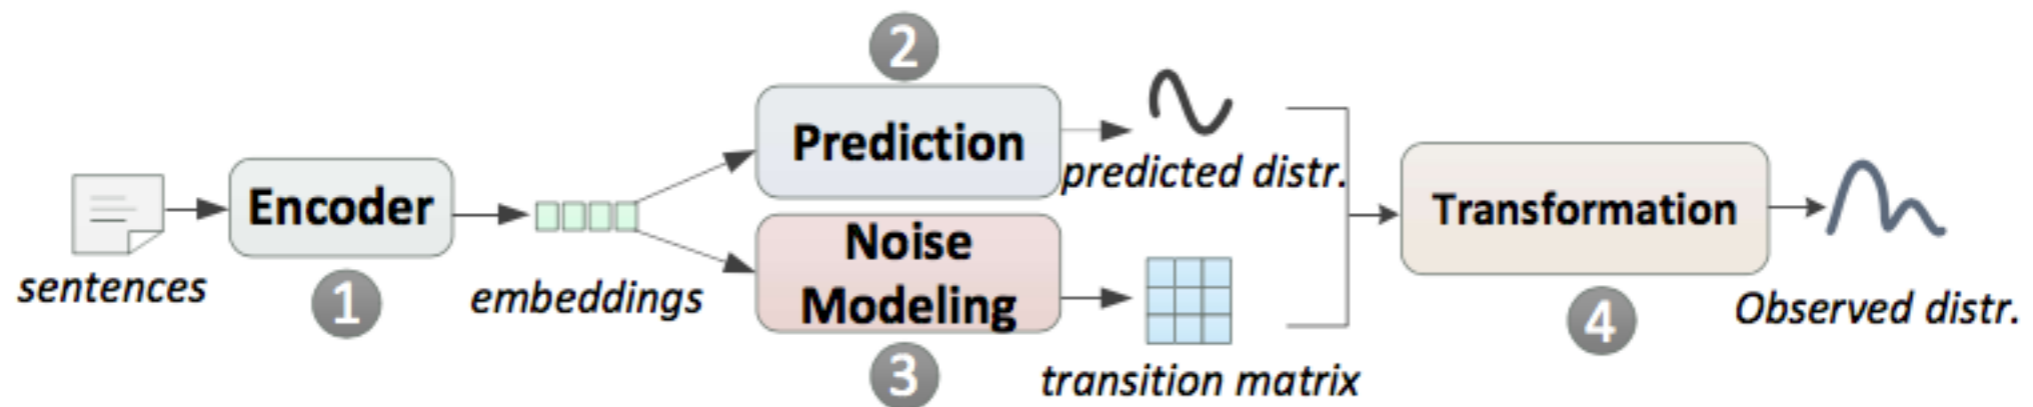 sentences
Encoder
1
embeddings
2
Prediction
predicted distr.
Noise
Modeling
3
transition matrix
Transformation
4
Observed distr.